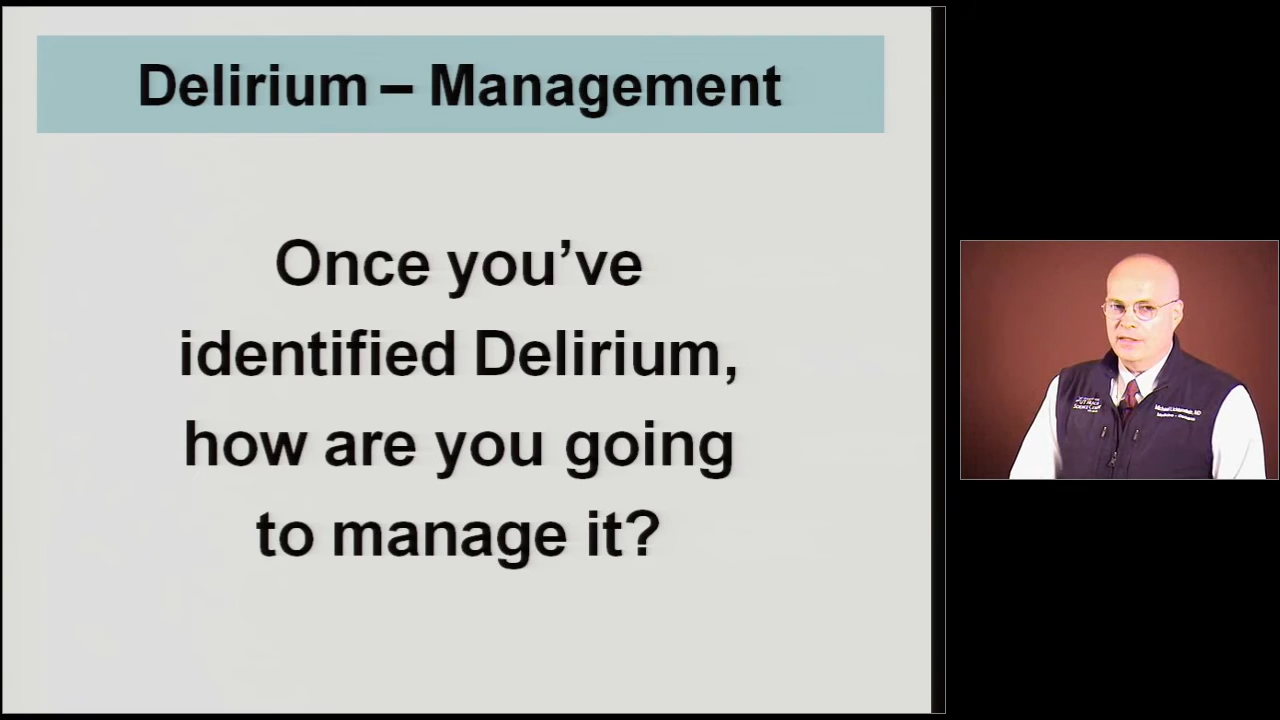 Delirium – Management
Once you’ve
identified Delirium,
how are you going
to manage it?